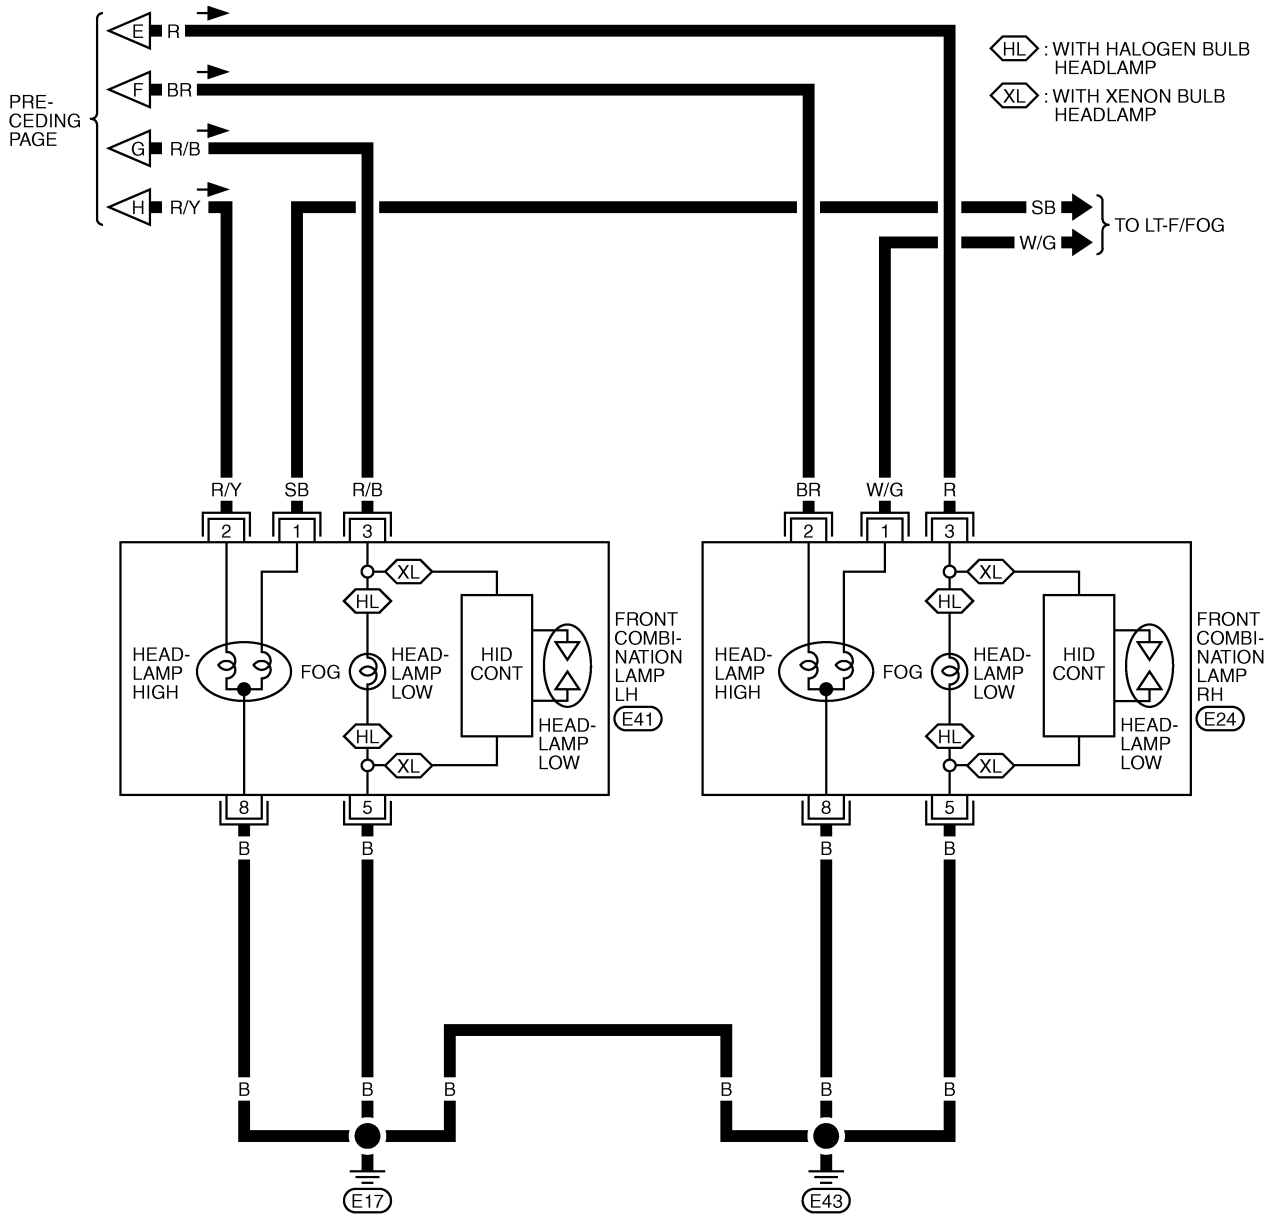 E R
F BR
G R/B
H R/Y
PRE-
CEDING
PAGE
HL : WITH HALOGEN BULB
HEADLAMP
XL : WITH XENON BULB
HEADLAMP
SB
W/G
TO LT-F/FOG
R/Y SB R/B
BR W/G R
2 1 3
2 1 3
XL
HL
HEAD-
LAMP
HIGH
FOG
HEAD-
LAMP
LOW
HID
CONT
HEAD-
LAMP
LOW
HL
XL
FRONT
COMBI-
NATION
LAMP
LH
E41
XL
HL
HEAD-
LAMP
HIGH
FOG
HEAD-
LAMP
LOW
HID
CONT
HEAD-
LAMP
LOW
HL
XL
FRONT
COMBI-
NATION
LAMP
RH
E24
8 5
8 5
B B
B B
B B B
B B B
E17
E43